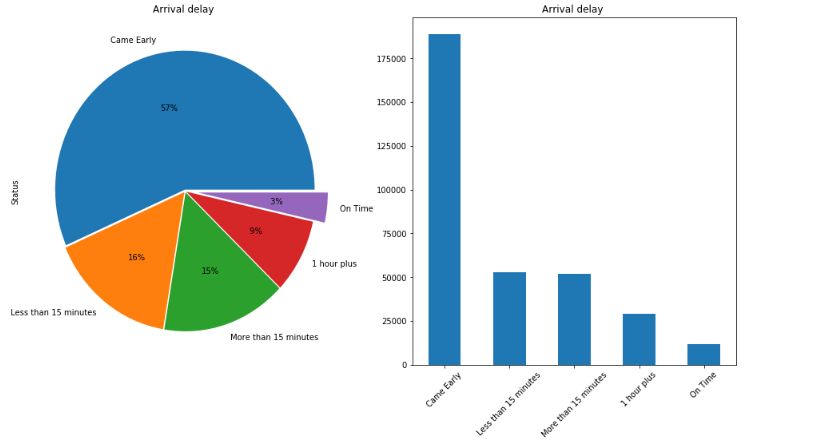 Arrival delay
Came Early
57%
Status
3%
On Time
9%
16%
15%
1 hour plus
Less than 15 minutes
More than 15 minutes
Arrival delay
175000
150000
125000
100000
75000
50000
25000
0
Came Early
Less than 15 minutes
More than 15 minutes
1 hour plus
On Time